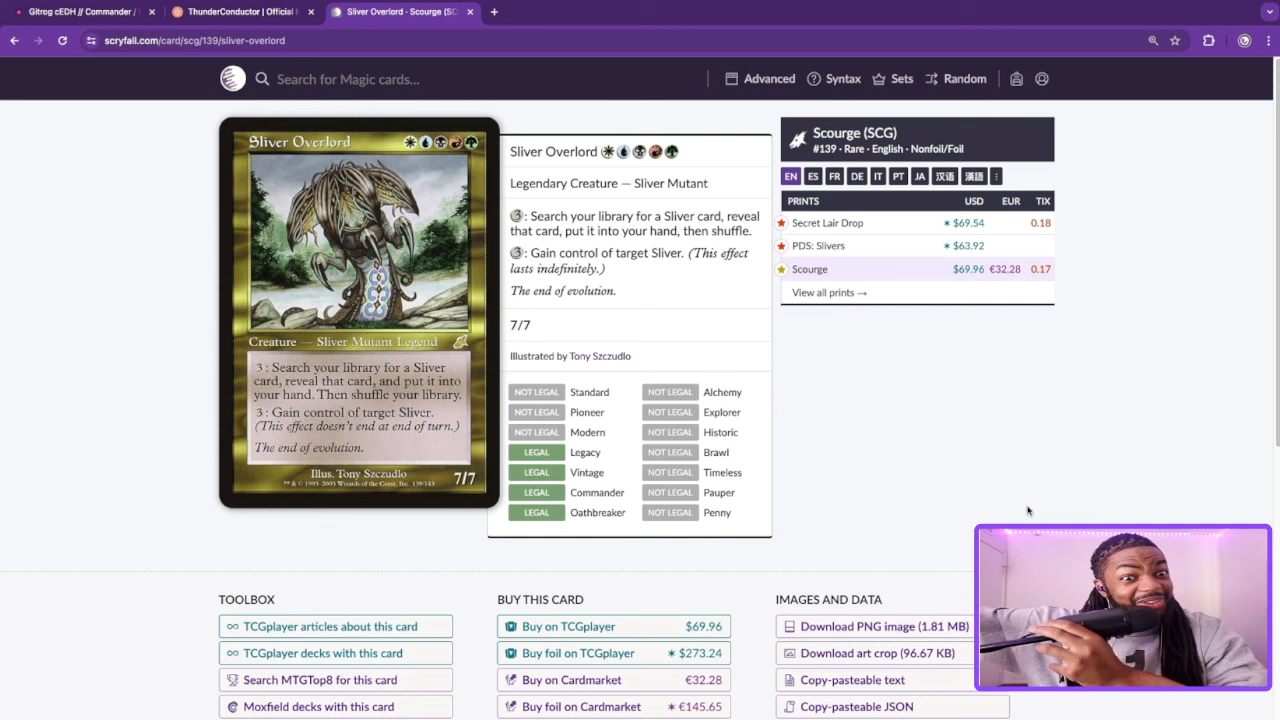 Gitrog cEDH // Commander /
ThunderConductor | Official
Sliver Overlord · Scourge (SC
scryfall.com/card/scg/139/sliver-overlord
Search for Magic cards...
Advanced
Syntax
Sets
Random
Sliver Overlord
Creature — Sliver Mutant Legend
3: Search your library for a Sliver
card, reveal that card, and put it into
your hand. Then shuffle your library.
3: Gain control of target Sliver.
(This effect doesn't end at end of turn.)
The end of evolution.
Illus. Tony Szczudlo
™ & © 1993-2003 Wizards of the Coast, Inc. 139/143
7/7
Sliver Overlord
Legendary Creature — Sliver Mutant
3: Search your library for a Sliver card, reveal
that card, put it into your hand, then shuffle.
3: Gain control of target Sliver. (This effect
lasts indefinitely.)
The end of evolution.
7/7
Illustrated by Tony Szczudlo
NOT LEGAL Standard NOT LEGAL Alchemy
NOT LEGAL Pioneer NOT LEGAL Explorer
NOT LEGAL Modern NOT LEGAL Historic
LEGAL Legacy NOT LEGAL Brawl
LEGAL Vintage NOT LEGAL Timeless
LEGAL Commander NOT LEGAL Pauper
LEGAL Oathbreaker NOT LEGAL Penny
Scourge (SCG)
#139 · Rare · English · Nonfoil/Foil
EN ES FR DE IT PT JA 汉语 漢語
PRINTS USD EUR TIX
Secret Lair Drop ✶ $69.54 0.18
PDS: Slivers ✶ $63.92
Scourge $69.96 €32.28 0.17
View all prints →
TOOLBOX
TCGplayer articles about this card
TCGplayer decks with this card
Search MTGTop8 for this card
Moxfield decks with this card
BUY THIS CARD
Buy on TCGplayer $69.96
Buy foil on TCGplayer ✶ $273.24
Buy on Cardmarket €32.28
Buy foil on Cardmarket ✶ €145.65
IMAGES AND DATA
Download PNG image (1.81 MB)
Download art crop (96.67 KB)
Copy-pasteable text
Copy-pasteable JSON